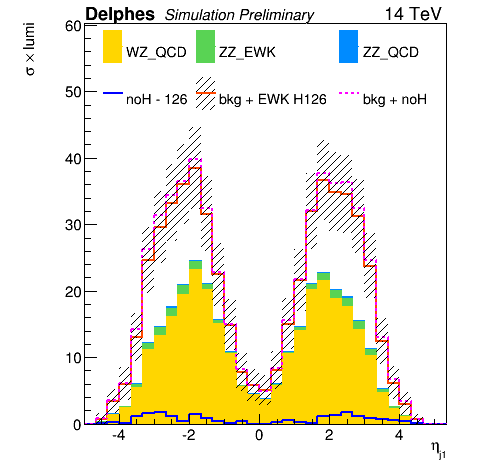 Delphes Simulation Preliminary 14 TeV
σ × lumi
60
WZ_QCD ZZ_EWK ZZ_QCD
50
noH - 126 bkg + EWK H126 bkg + noH
40
30
20
10
0
-4 -2 0 2 4
η_j1